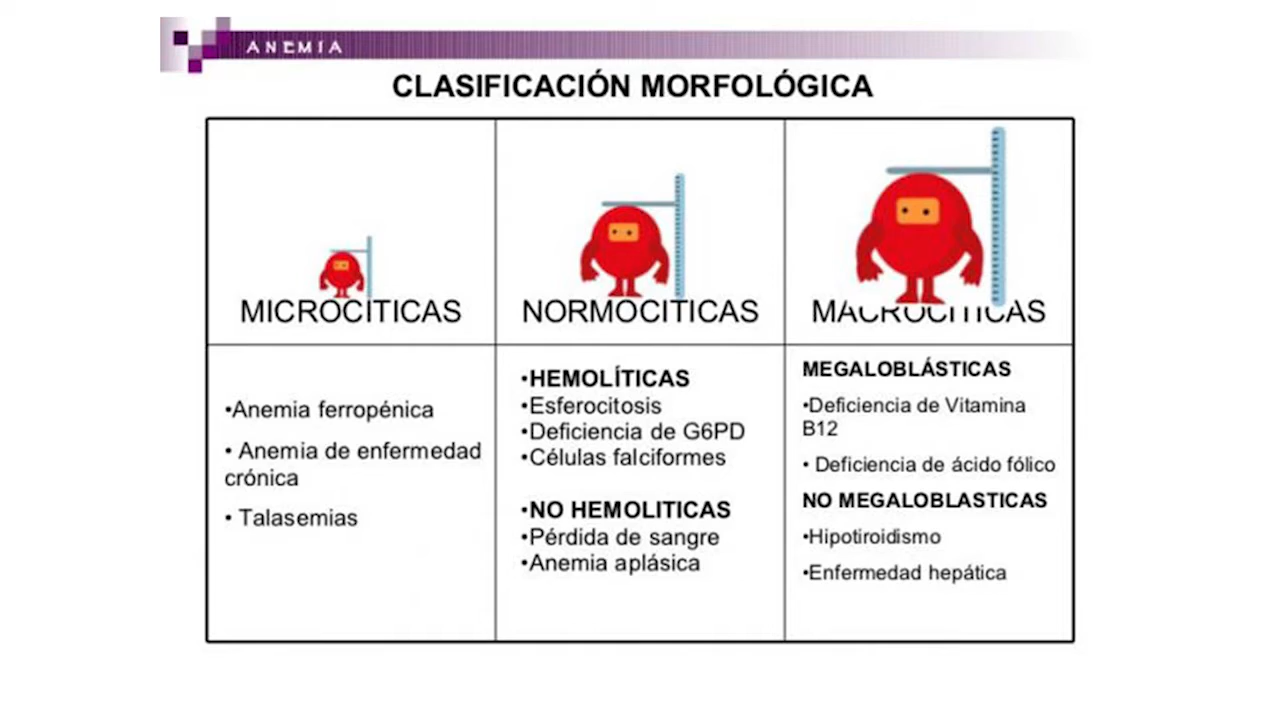 ANEMIA
CLASIFICACIÓN MORFOLÓGICA
MICROCITICAS
NORMOCITICAS
MACROCITICAS
•Anemia ferropénica
• Anemia de enfermedad
crónica
• Talasemias
•HEMOLÍTICAS
•Esferocitosis
•Deficiencia de G6PD
•Células falciformes
•NO HEMOLITICAS
•Pérdida de sangre
•Anemia aplásica
MEGALOBLÁSTICAS
•Deficiencia de Vitamina
B12
• Deficiencia de ácido fólico
NO MEGALOBLASTICAS
•Hipotiroidismo
•Enfermedad hepática